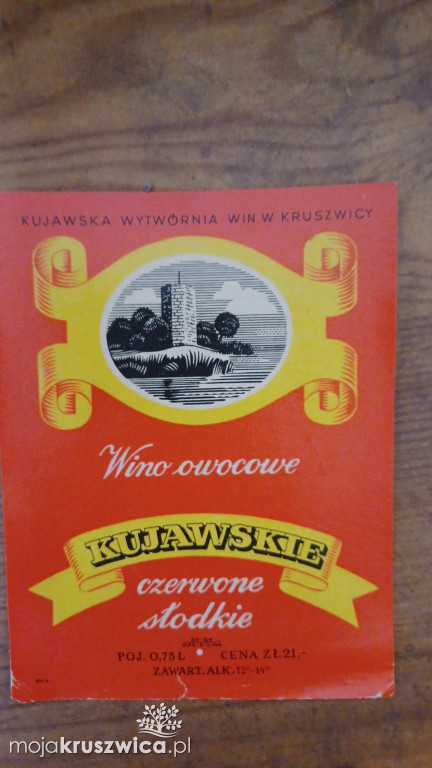 KUJAWSKA WYTWÓRNIA WIN W KRUSZWICY
Wino owocowe
KUJAWSKIE
czerwone
słodkie
POJ. 0,75 L • CENA ZŁ 21,-
ZAWART. ALK. 12°-14°
mojakruszwica.pl